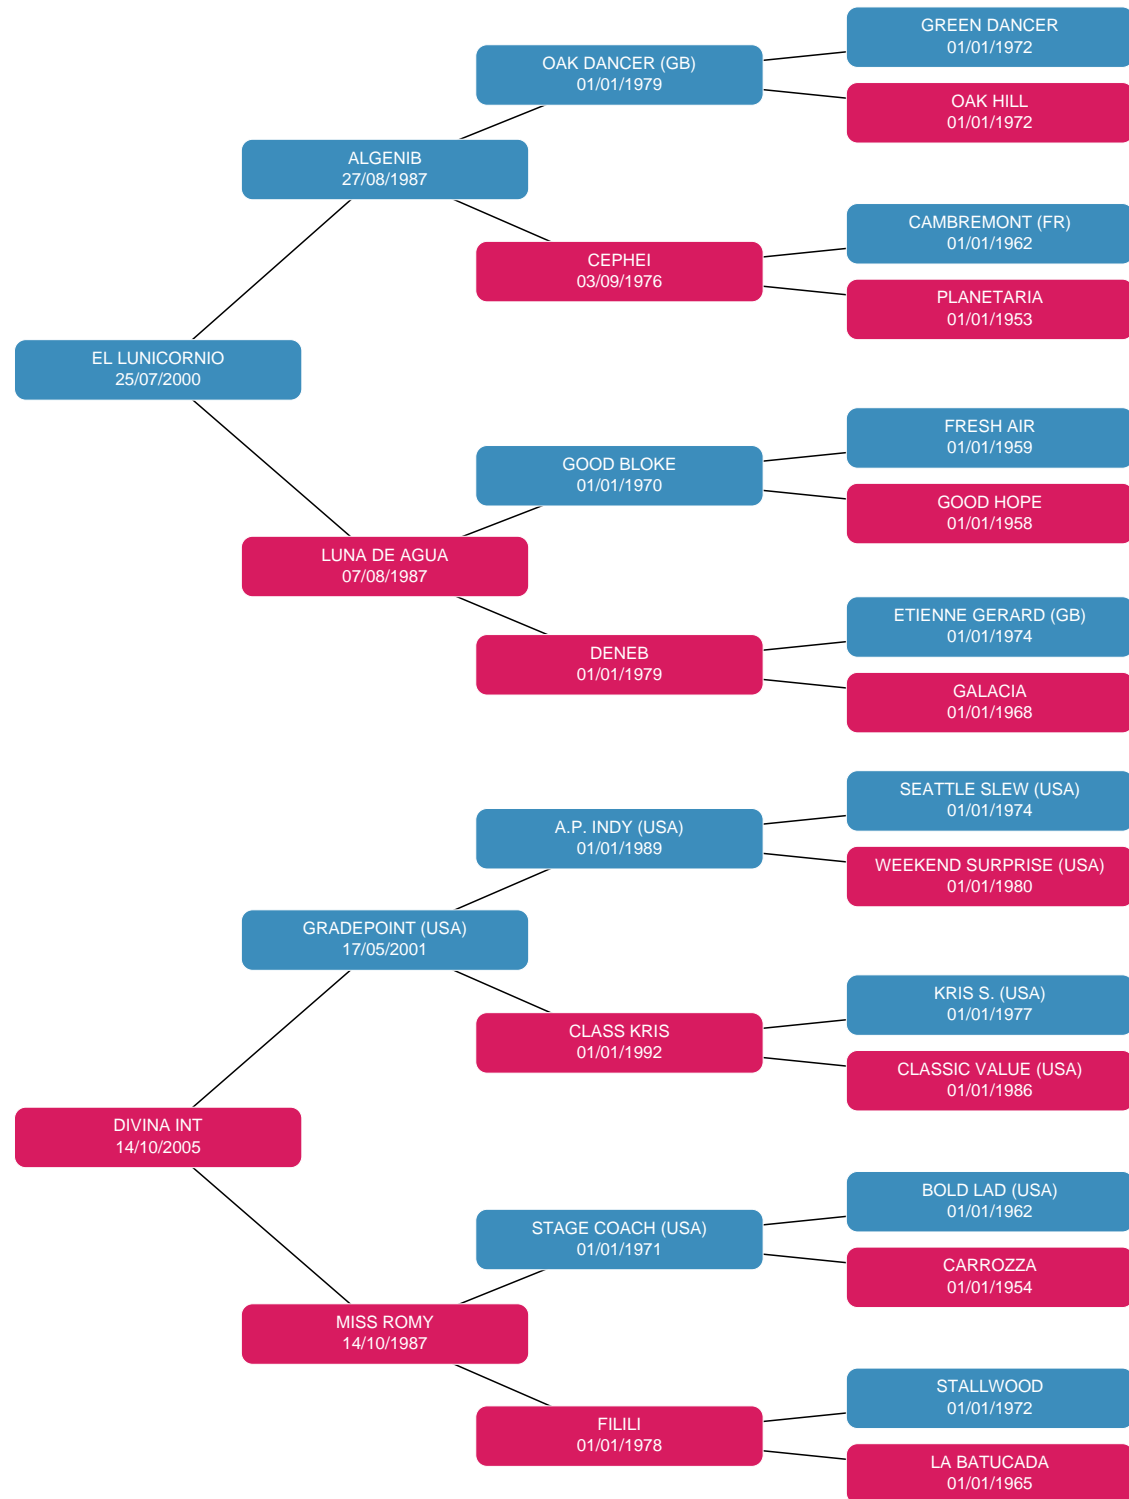 GREEN DANCER
01/01/1972
OAK DANCER (GB)
01/01/1979
OAK HILL
01/01/1972
ALGENIB
27/08/1987
CAMBREMONT (FR)
01/01/1962
CEPHEI
03/09/1976
PLANETARIA
01/01/1953
EL LUNICORNIO
25/07/2000
FRESH AIR
01/01/1959
GOOD BLOKE
01/01/1970
GOOD HOPE
01/01/1958
LUNA DE AGUA
07/08/1987
ETIENNE GERARD (GB)
01/01/1974
DENEB
01/01/1979
GALACIA
01/01/1968
SEATTLE SLEW (USA)
01/01/1974
A.P. INDY (USA)
01/01/1989
WEEKEND SURPRISE (USA)
01/01/1980
GRADEPOINT (USA)
17/05/2001
KRIS S. (USA)
01/01/1977
CLASS KRIS
01/01/1992
CLASSIC VALUE (USA)
01/01/1986
DIVINA INT
14/10/2005
BOLD LAD (USA)
01/01/1962
STAGE COACH (USA)
01/01/1971
CARROZZA
01/01/1954
MISS ROMY
14/10/1987
STALLWOOD
01/01/1972
FILILI
01/01/1978
LA BATUCADA
01/01/1965